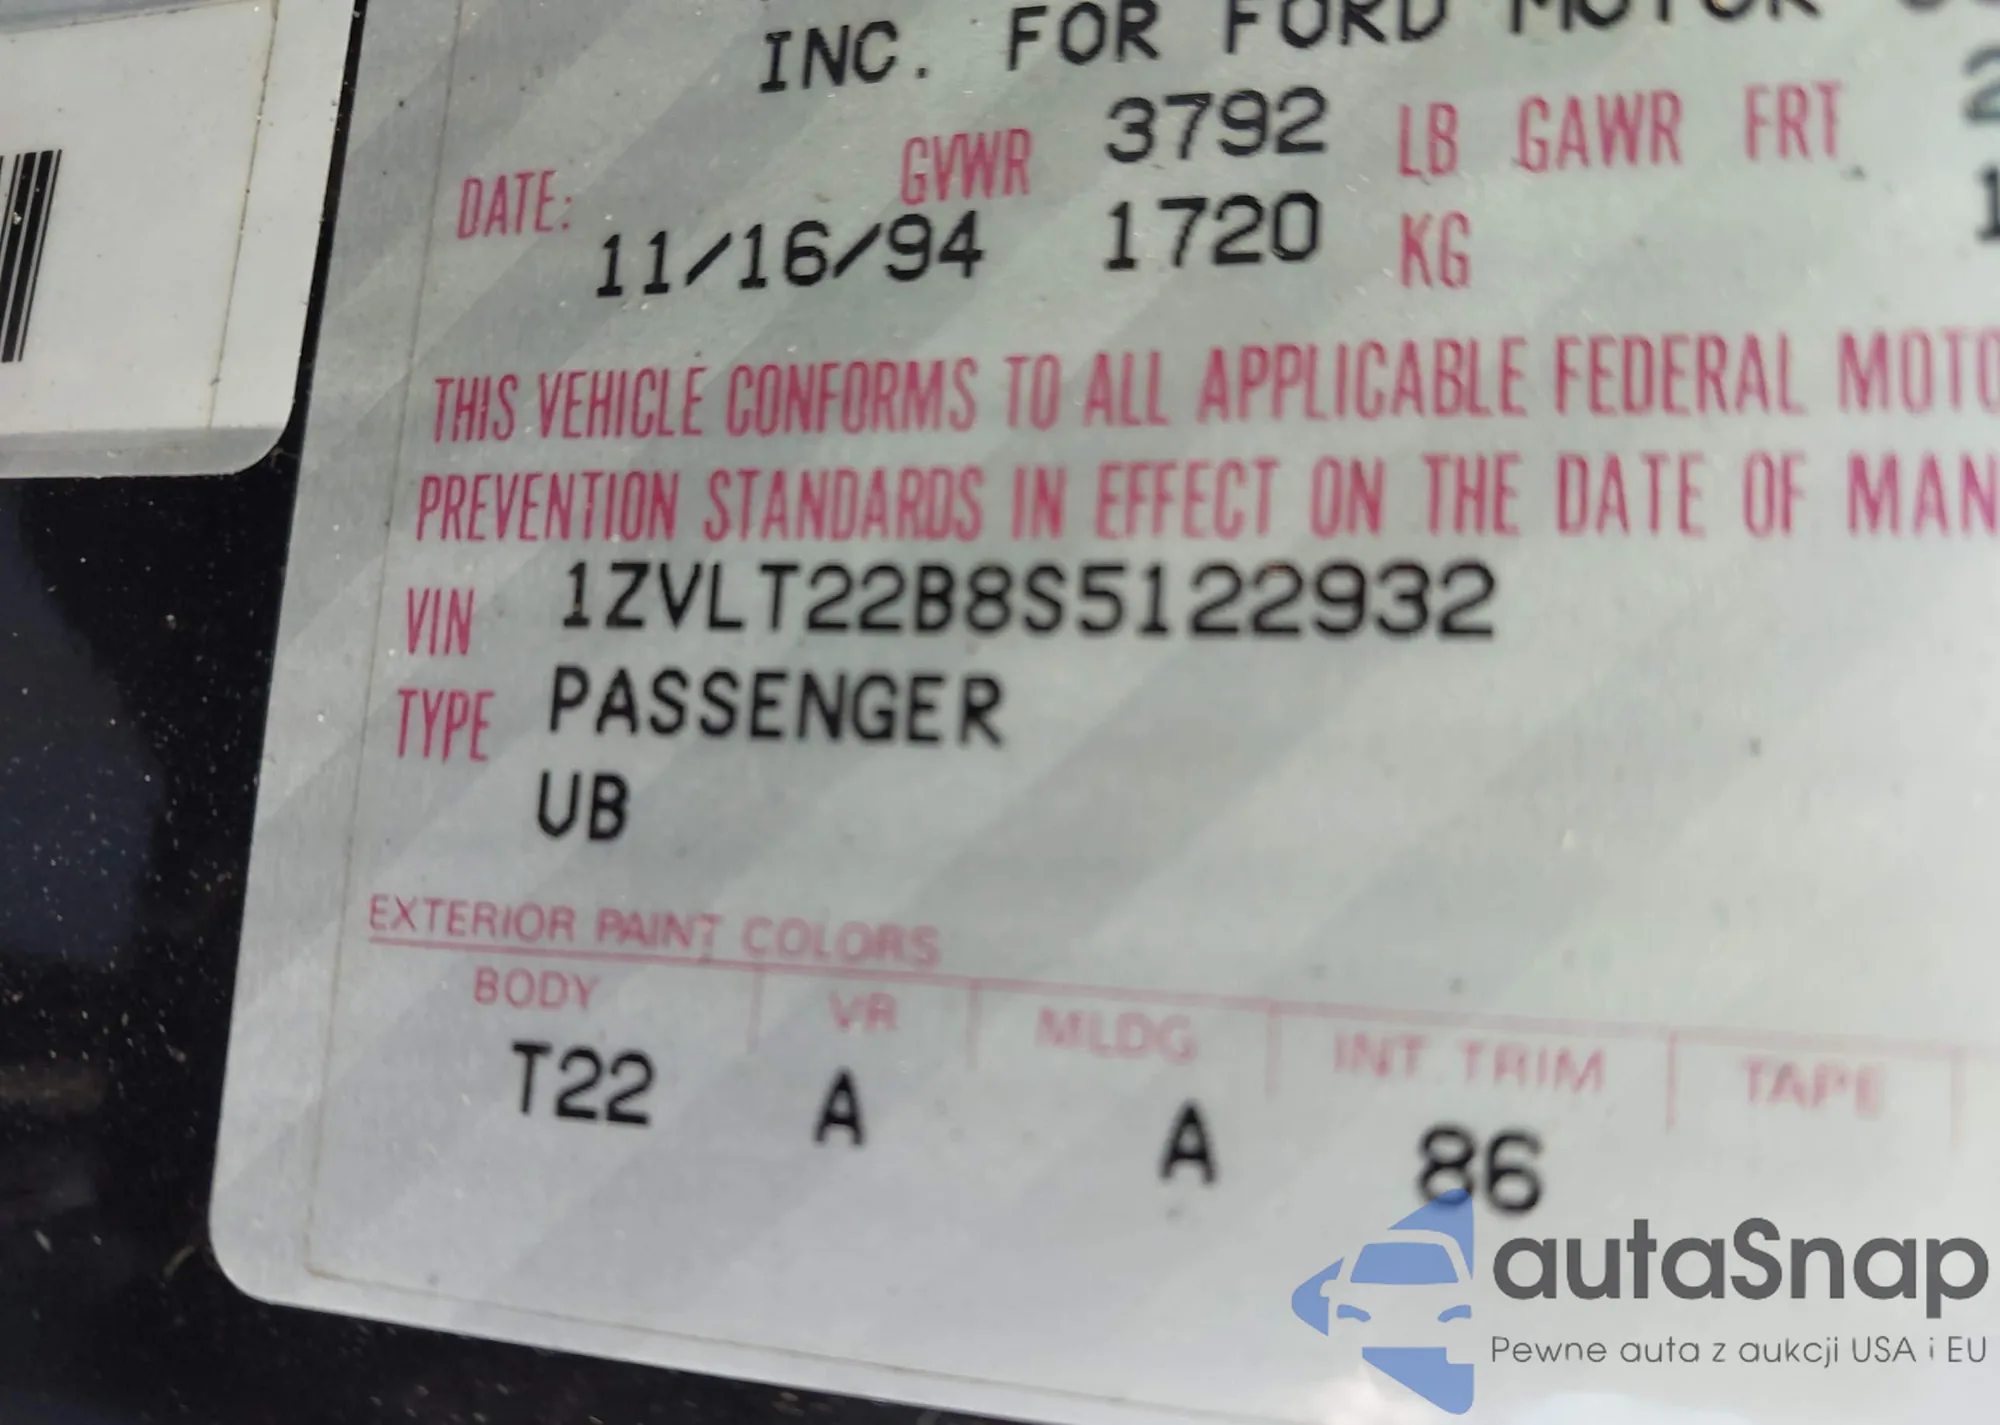 INC. FOR FORD MOTOR
GVWR 3792 LB GAWR FRT
DATE: 11/16/94 1720 KG
THIS VEHICLE CONFORMS TO ALL APPLICABLE FEDERAL
PREVENTION STANDARDS IN EFFECT ON THE DATE OF
VIN 1ZVLT22B8S5122932
TYPE PASSENGER
UB
EXTERIOR PAINT COLORS
BODY VR MLDG INT. TRIM TAPE
T22 A A 86
autaSnap
Pewne auta z aukcji USA i EU